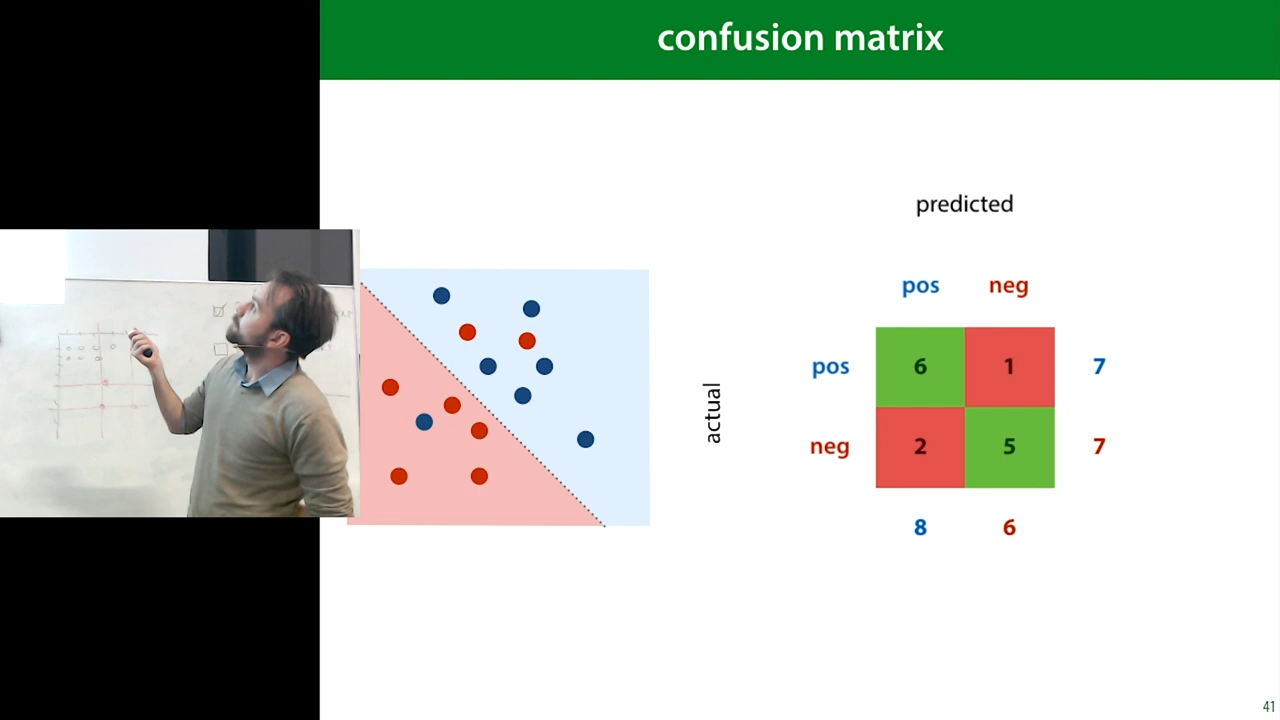 confusion matrix
predicted
pos neg
actual
pos 6 1 7
neg 2 5 7
8 6
41